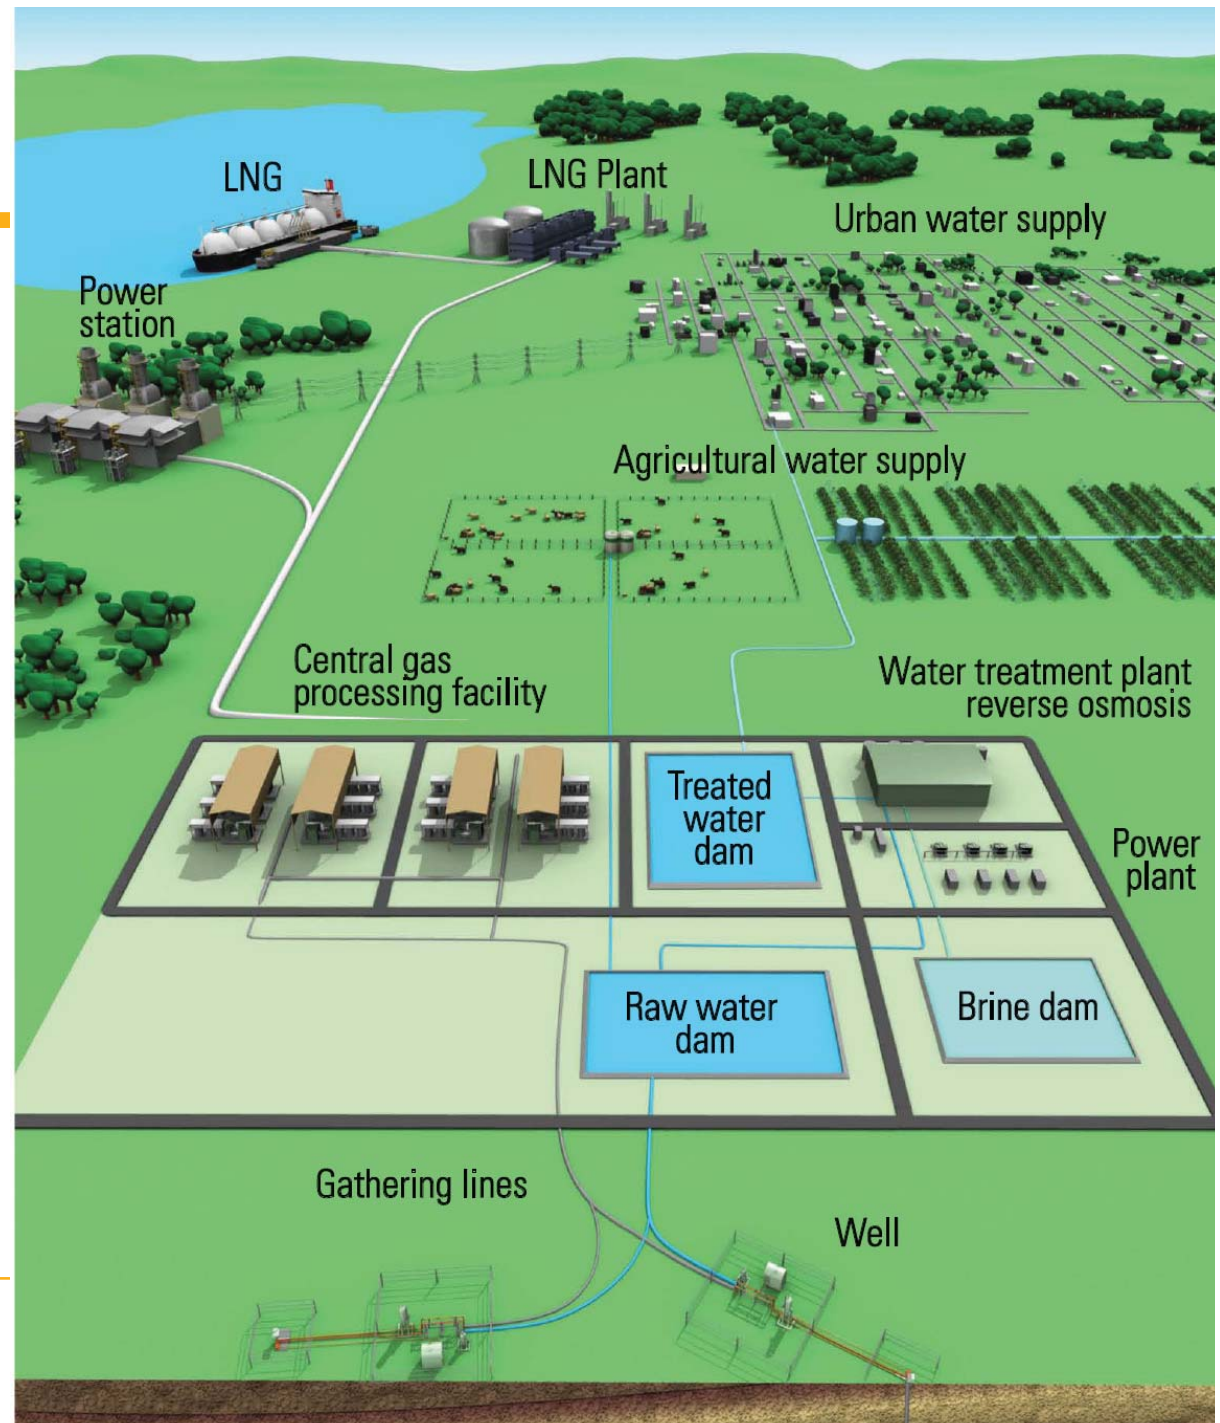 LNG
LNG Plant
Urban water supply
Power
station
Agricultural water supply
Central gas
processing facility
Water treatment plant
reverse osmosis
Treated
water
dam
Power
plant
Raw water
dam
Brine dam
Gathering lines
Well